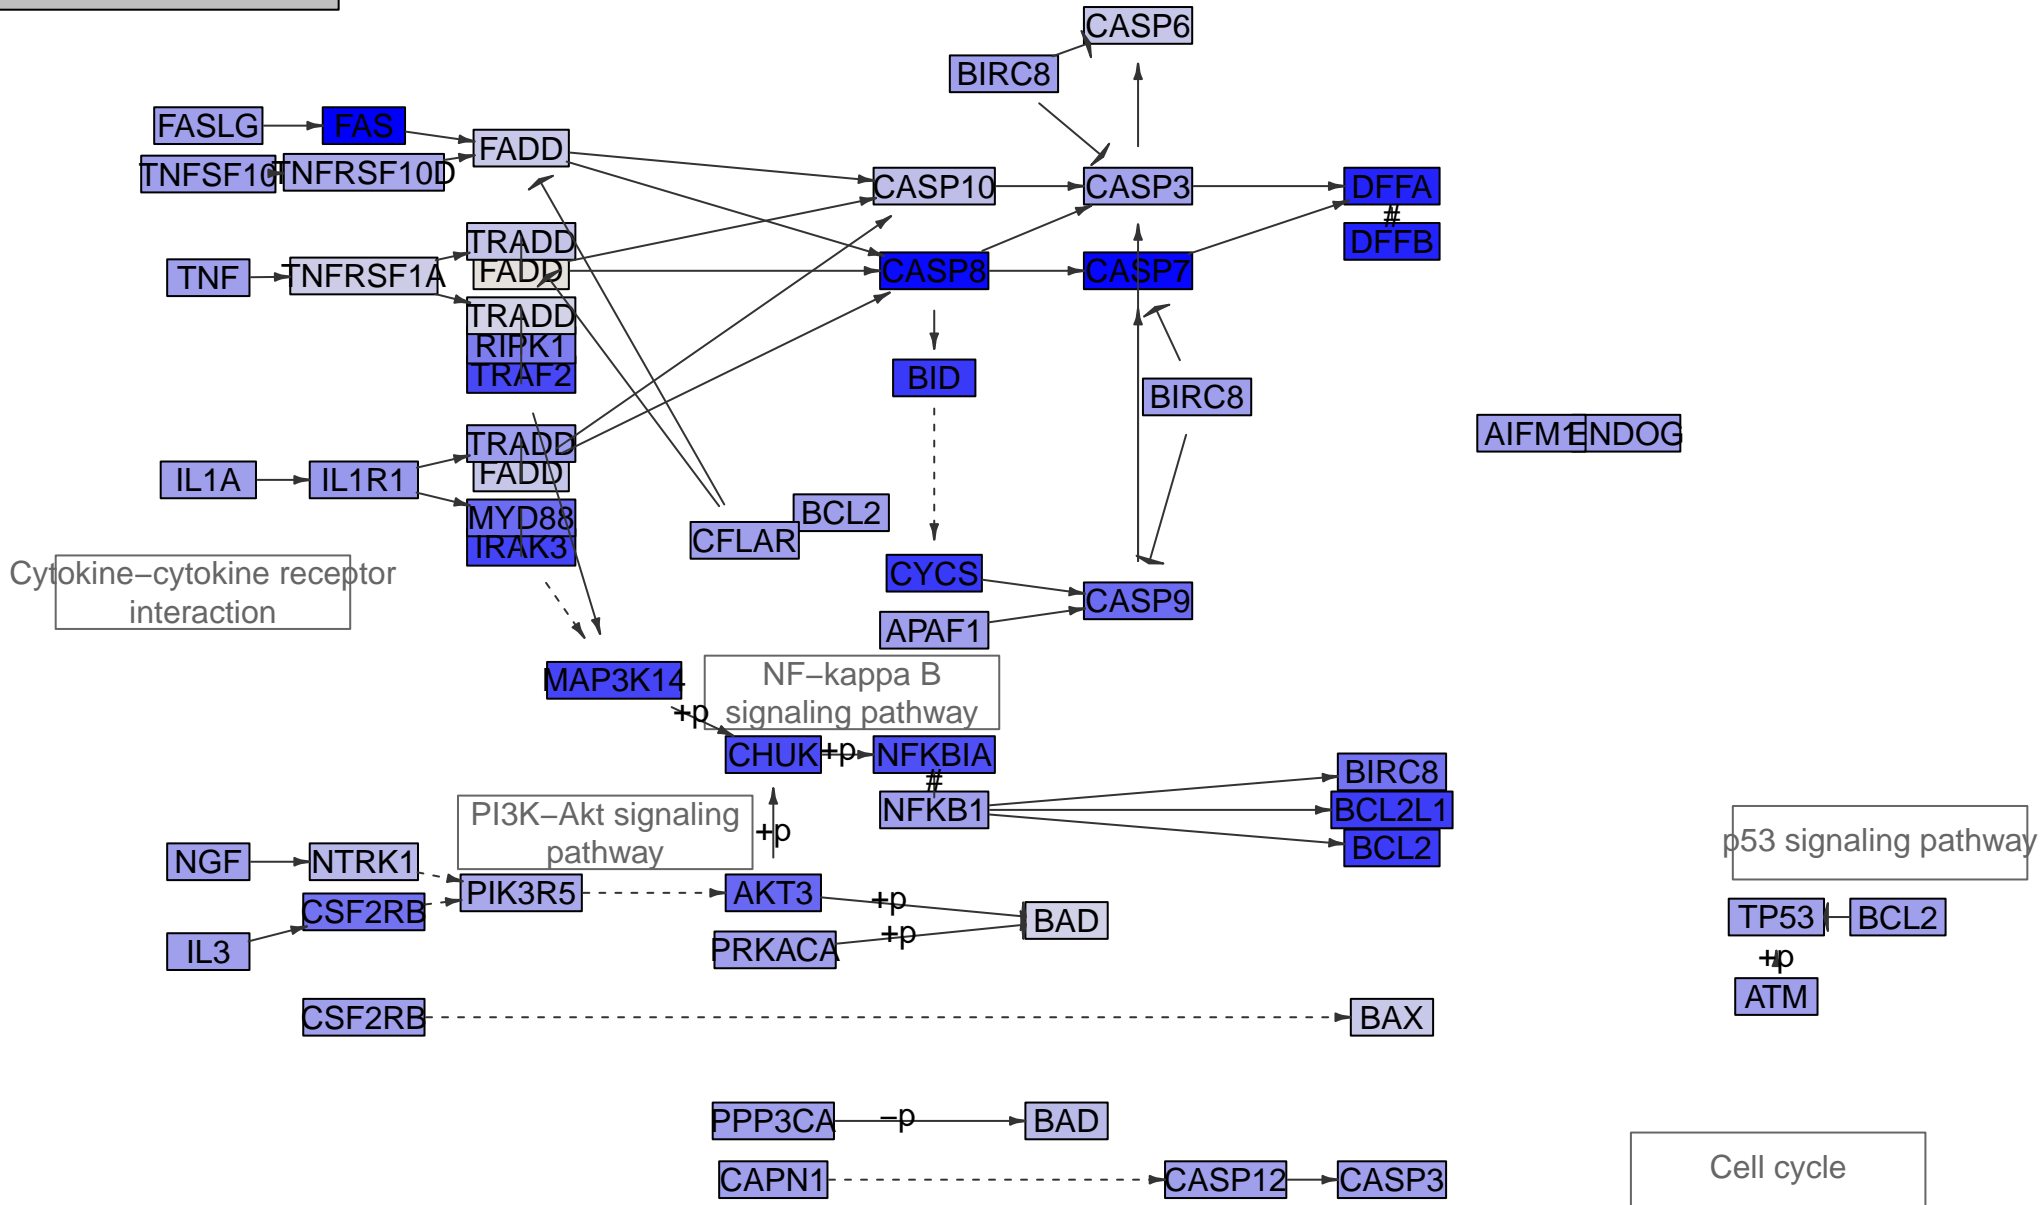 CASP6
BIRC8
FASLG
FAS
FADD
TNFSF10
TNFRSF10D
CASP10
CASP3
DFFA
#
DFFB
TRADD
FADD
TNF
TNFRSF1A
CASP8
CASP7
TRADD
RIPK1
TRAF2
BID
BIRC8
TRADD
FADD
AIFM1
ENDOG
IL1A
IL1R1
MYD88
IRAK3
BCL2
CFLAR
Cytokine−cytokine receptor
interaction
CYCS
CASP9
APAF1
MAP3K14
NF−kappa B
signaling pathway
+p
CHUK
+p
NFKBIA
#
NFKB1
BIRC8
BCL2L1
BCL2
PI3K−Akt signaling
pathway
+p
p53 signaling pathway
NGF
NTRK1
PIK3R5
AKT3
+p
BAD
CSF2RB
IL3
PRKACA
+p
TP53
BCL2
+p
ATM
CSF2RB
BAX
PPP3CA
−p
BAD
CAPN1
CASP12
CASP3
Cell cycle